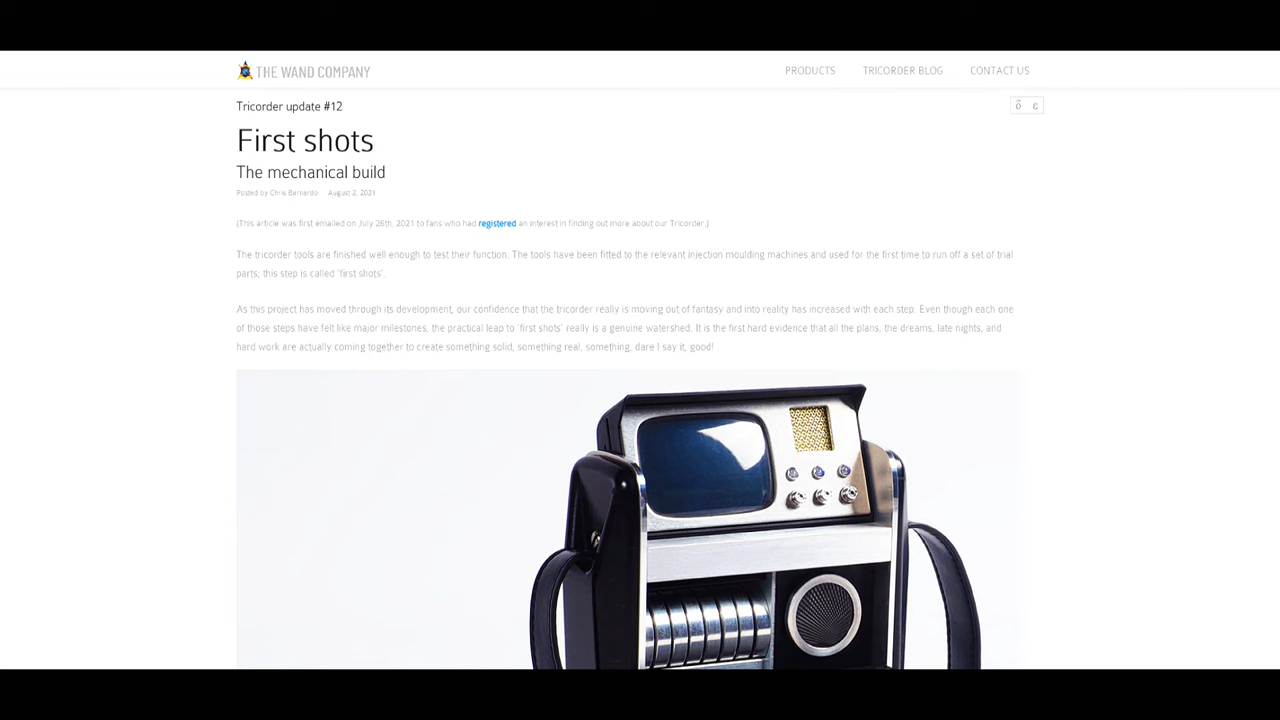 THE WAND COMPANY
PRODUCTS TRICORDER BLOG CONTACT US
Tricorder update #12
First shots
The mechanical build
Posted by Chris Barnardo August 2, 2021
(This article was first emailed on July 26th, 2021 to fans who had registered an interest in finding out more about our Tricorder.)
The tricorder tools are finished well enough to test their function. The tools have been fitted to the relevant injection moulding machines and used for the first time to run off a set of trial
parts; this step is called 'first shots'.
As this project has moved through its development, our confidence that the tricorder really is moving out of fantasy and into reality has increased with each step. Even though each one
of those steps have felt like major milestones, the practical leap to 'first shots' really is a genuine watershed. It is the first hard evidence that all the plans, the dreams, late nights, and
hard work are actually coming together to create something solid, something real, something, dare I say it, good!